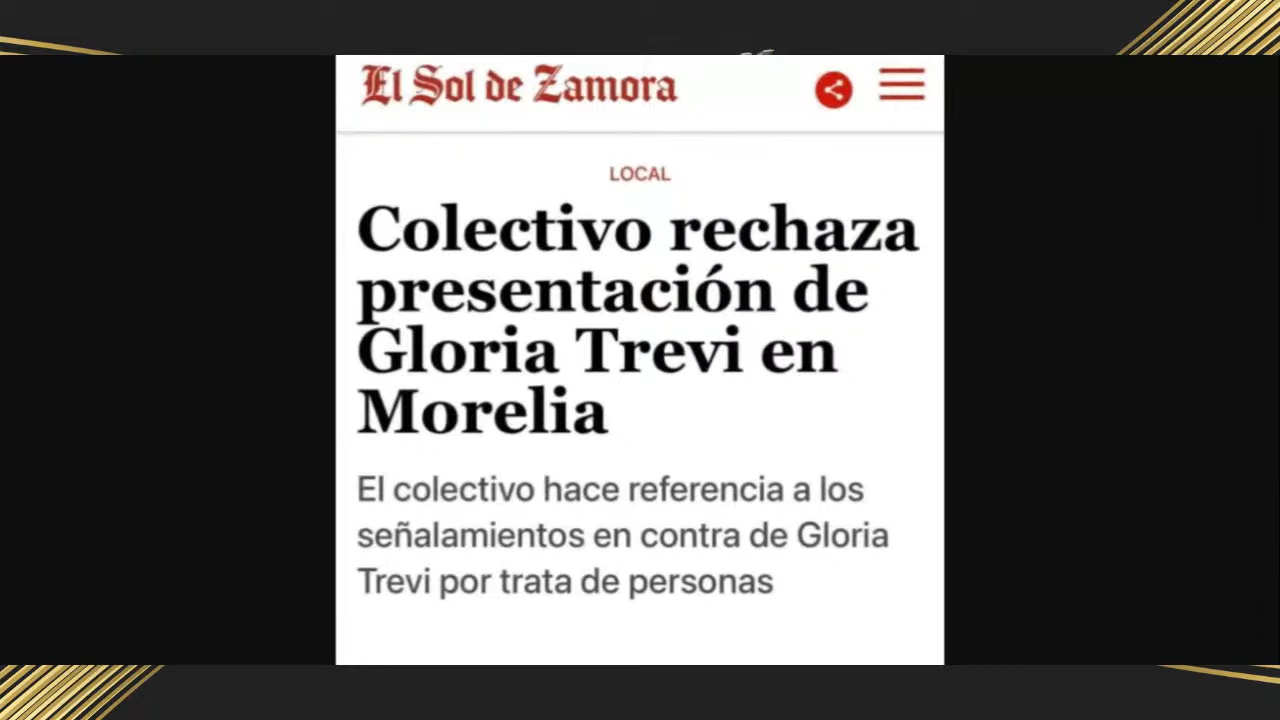 El Sol de Zamora
LOCAL
Colectivo rechaza
presentación de
Gloria Trevi en
Morelia
El colectivo hace referencia a los
señalamientos en contra de Gloria
Trevi por trata de personas